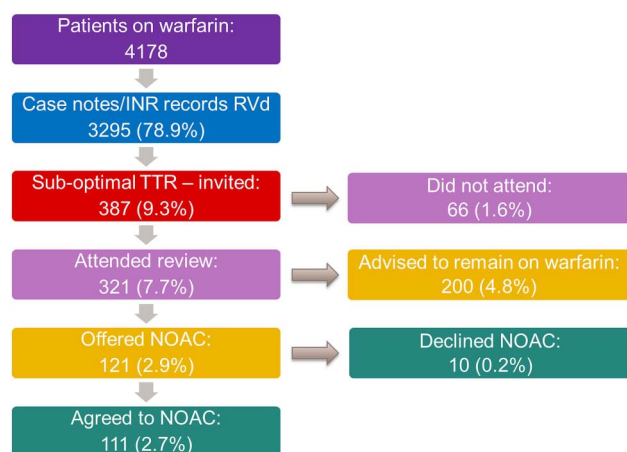 Patients on warfarin:
4178
Case notes/INR records RVd
3295 (78.9%)
Sub-optimal TTR – invited:
387 (9.3%)
Did not attend:
66 (1.6%)
Attended review:
321 (7.7%)
Advised to remain on warfarin:
200 (4.8%)
Offered NOAC:
121 (2.9%)
Declined NOAC:
10 (0.2%)
Agreed to NOAC:
111 (2.7%)